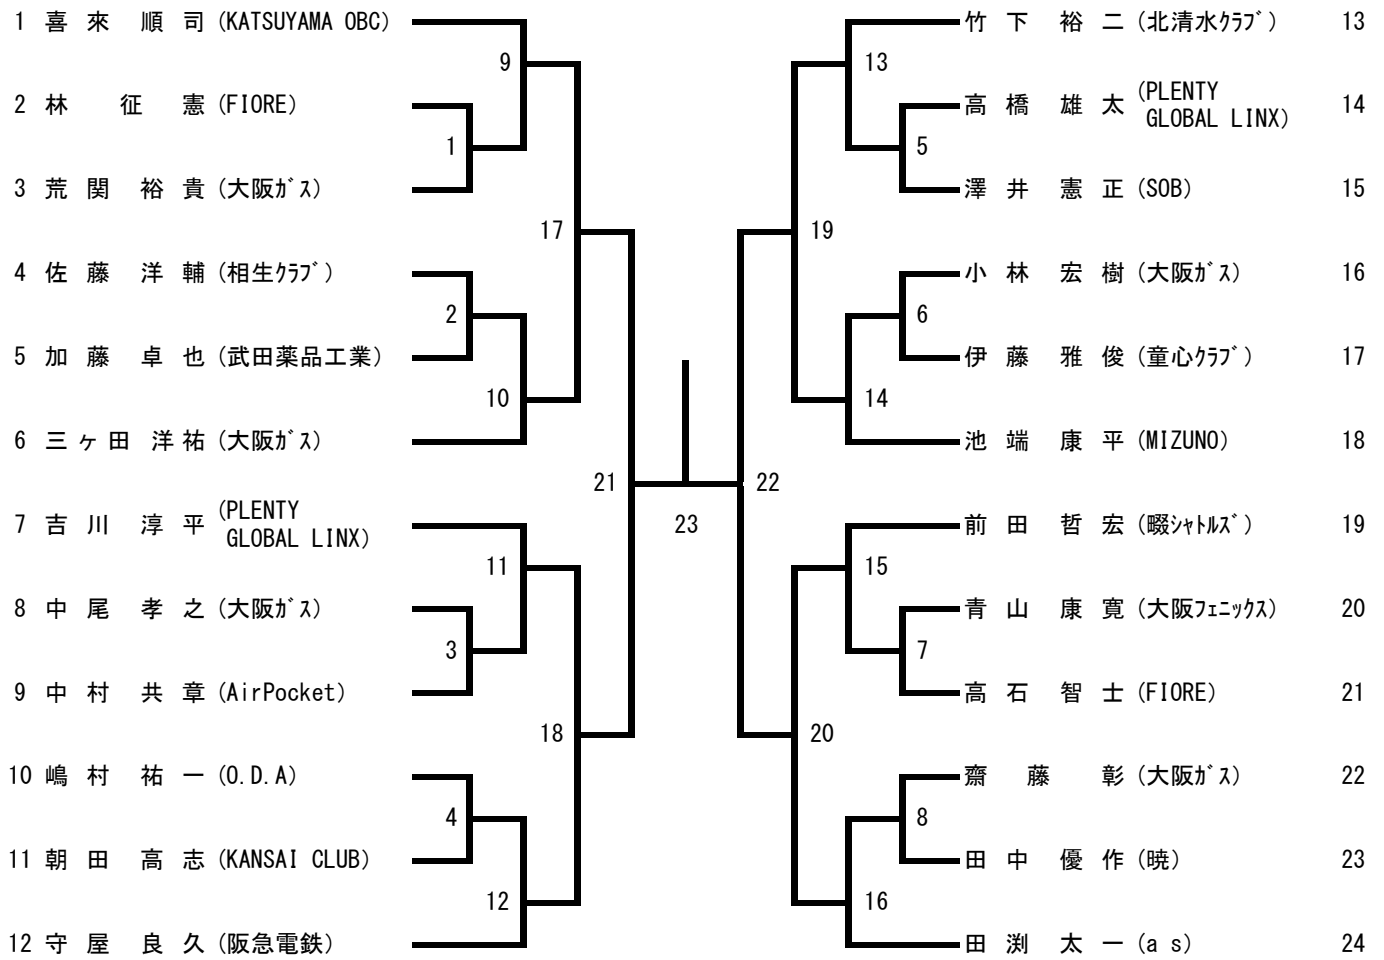 1 喜來 順司 (KATSUYAMA OBC)
2 林 征憲 (FIORE)
3 荒関 裕貴 (大阪ｶﾞｽ)
4 佐藤 洋輔 (相生ｸﾗﾌﾞ)
5 加藤 卓也 (武田薬品工業)
6 三ヶ田 洋祐 (大阪ｶﾞｽ)
7 吉川 淳平 (PLENTY
GLOBAL LINX)
8 中尾 孝之 (大阪ｶﾞｽ)
9 中村 共章 (AirPocket)
10 嶋村 祐一 (O.D.A)
11 朝田 高志 (KANSAI CLUB)
12 守屋 良久 (阪急電鉄)
9
1
17
2
10
21
11
3
18
4
12
23
13
5
19
6
14
22
15
7
20
8
16
竹下 裕二 (北清水ｸﾗﾌﾞ) 13
高橋 雄太 (PLENTY
GLOBAL LINX) 14
澤井 憲正 (SOB) 15
小林 宏樹 (大阪ｶﾞｽ) 16
伊藤 雅俊 (童心ｸﾗﾌﾞ) 17
池端 康平 (MIZUNO) 18
前田 哲宏 (畷ｼｬﾄﾙｽﾞ) 19
青山 康寛 (大阪ﾌｪﾆｯｸｽ) 20
高石 智士 (FIORE) 21
齋藤 彰 (大阪ｶﾞｽ) 22
田中 優作 (暁) 23
田渕 太一 (a s) 24